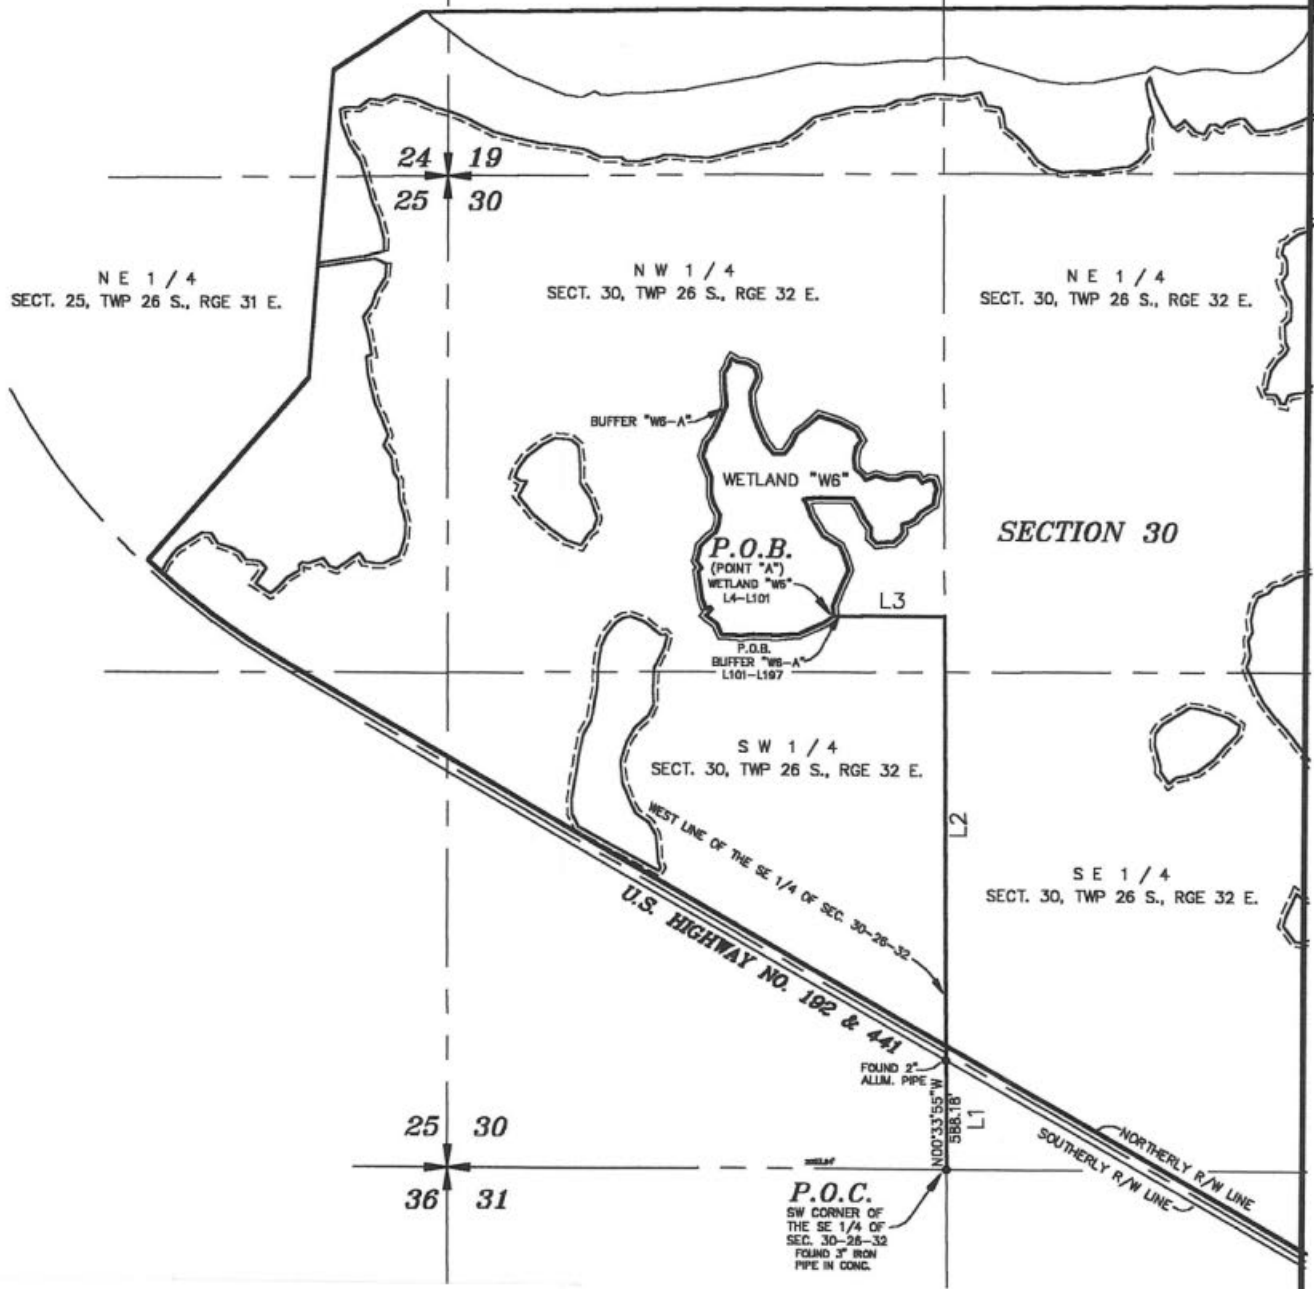 24 19
25 30
N E 1 / 4
SECT. 25, TWP 26 S., RGE 31 E.
N W 1 / 4
SECT. 30, TWP 26 S., RGE 32 E.
N E 1 / 4
SECT. 30, TWP 26 S., RGE 32 E.
BUFFER "W6-A"
WETLAND "W6"
SECTION 30
P.O.B.
(POINT "A")
WETLAND "W6"
L4-L101
L3
P.O.B.
BUFFER "W6-A"
L101-L197
S W 1 / 4
SECT. 30, TWP 26 S., RGE 32 E.
WEST LINE OF THE SE 1/4 OF SEC. 30-26-32
L2
S E 1 / 4
SECT. 30, TWP 26 S., RGE 32 E.
U.S. HIGHWAY NO. 192 & 441
FOUND 2"
ALUM. PIPE
N00°33'55"W
588.18'
L1
NORTHERLY R/W LINE
SOUTHERLY R/W LINE
25 30
36 31
P.O.C.
SW CORNER OF
THE SE 1/4 OF
SEC. 30-26-32
FOUND 3" IRON
PIPE IN CONC.